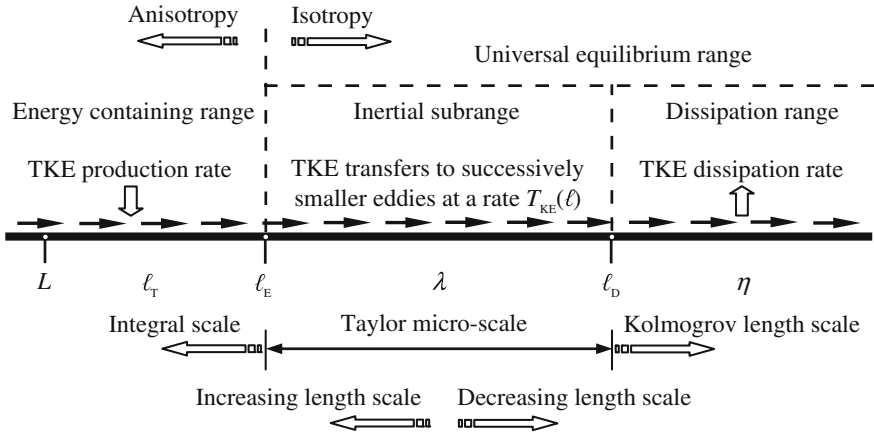 Anisotropy
Isotropy
Universal equilibrium range
Energy containing range
Inertial subrange
Dissipation range
TKE production rate
TKE transfers to successively
smaller eddies at a rate T_KE(ℓ)
TKE dissipation rate
L
ℓ_T
ℓ_E
λ
ℓ_D
η
Integral scale
Taylor micro-scale
Kolmogrov length scale
Increasing length scale
Decreasing length scale